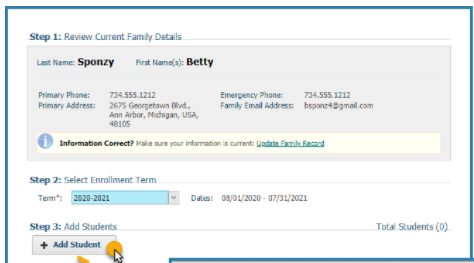 Step 1: Review Current Family Details
Last Name: Sponzy First Name(s): Betty
Primary Phone: 734.555.1212 Emergency Phone: 734.555.1212
Primary Address: 2675 Georgetown Blvd., Family Email Address: bsponz4@gmail.com
Ann Arbor, Michigan, USA,
48105
Information Correct? Make sure your information is current: Update Family Record
Step 2: Select Enrollment Term
Term*: 2020-2021 Dates: 08/01/2020 - 07/31/2021
Step 3: Add Students Total Students (0)
+ Add Student